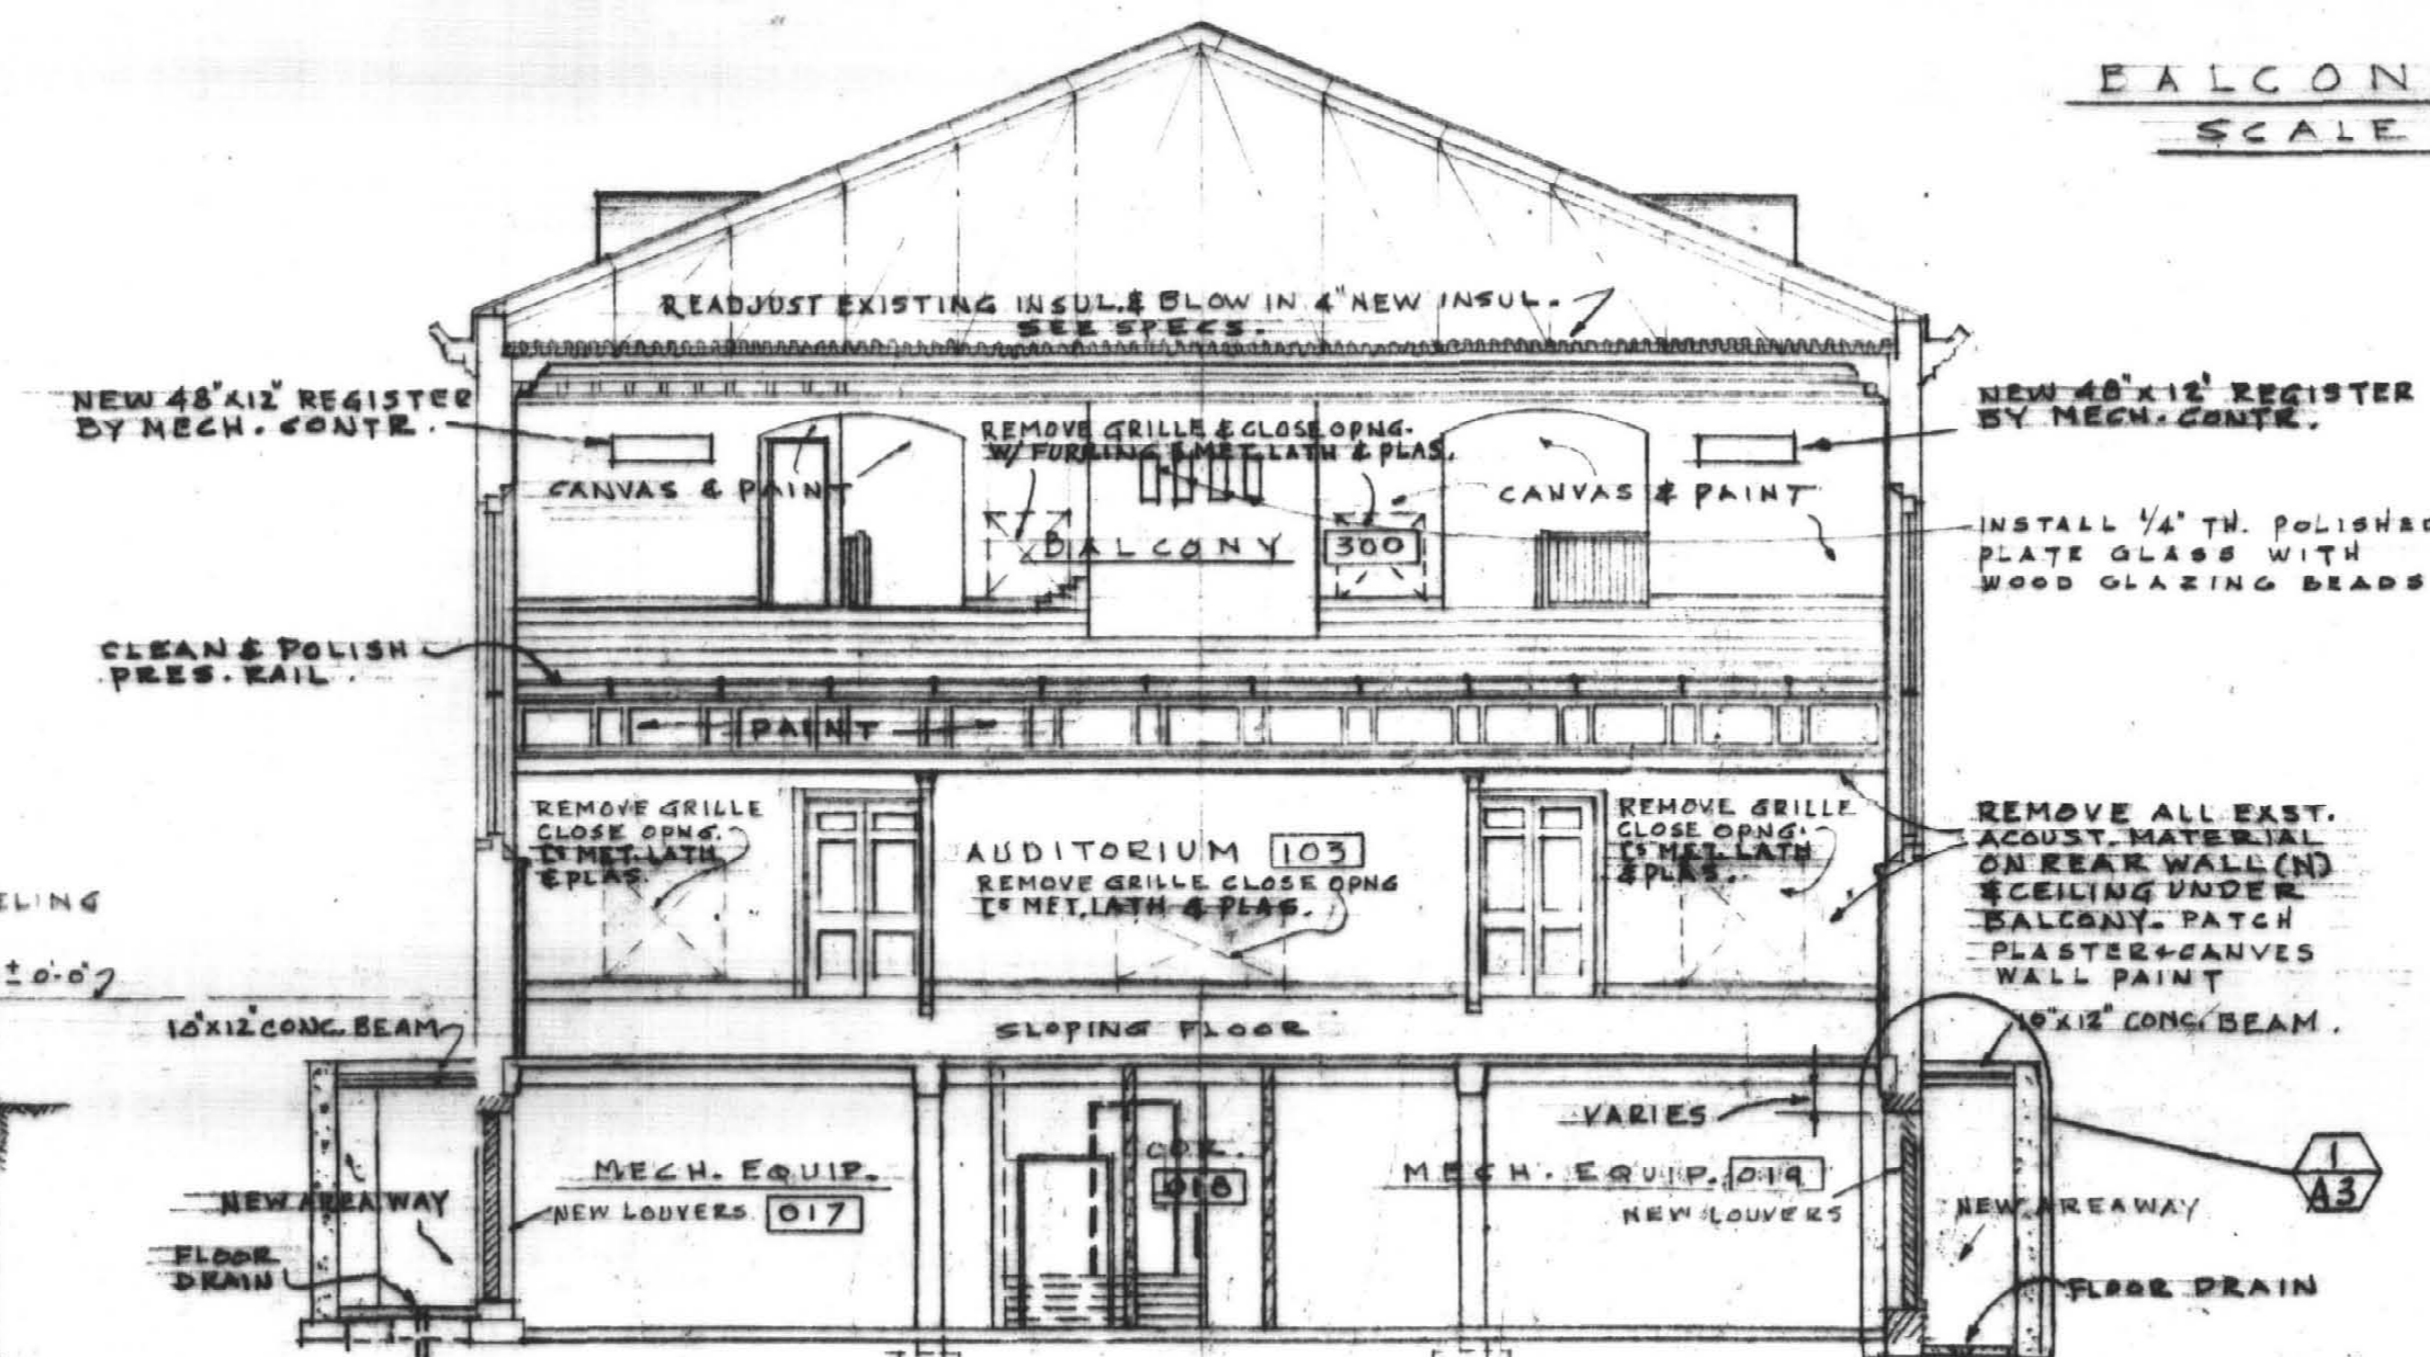 BALCON
SCALE
READJUST EXISTING INSUL. & BLOW IN 4" NEW INSUL.
SEE SPECS.
NEW 48"X12" REGISTER
BY MECH. CONTR.
NEW 48"X12" REGISTER
BY MECH. CONTR.
REMOVE GRILLE & CLOSE OPNG.
W/ FURRING & MET. LATH & PLAS.
CANVAS & PAINT
CANVAS & PAINT
INSTALL 1/4" TH. POLISHED
PLATE GLASS WITH
WOOD GLAZING BEADS
BALCONY 300
CLEAN & POLISH
PRES. RAIL
PAINT
REMOVE GRILLE
CLOSE OPNG.
MET. LATH
& PLAS.
AUDITORIUM 103
REMOVE GRILLE CLOSE OPNG
MET. LATH & PLAS.
REMOVE GRILLE
CLOSE OPNG.
MET. LATH
& PLAS.
REMOVE ALL EXST.
ACOUST. MATERIAL
ON REAR WALL (N)
& CEILING UNDER
BALCONY. PATCH
PLASTER + CANVES
WALL PAINT
ELING
± 0'-0"
10"X12" CONC. BEAM
SLOPING FLOOR
10"X12" CONC. BEAM.
VARIES
COR.
018
MECH. EQUIP.
NEW LOUVERS 017
MECH. EQUIP. 019
NEW LOUVERS
1
A3
NEW AREA WAY
NEW AREAWAY
FLOOR
DRAIN
FLOOR DRAIN